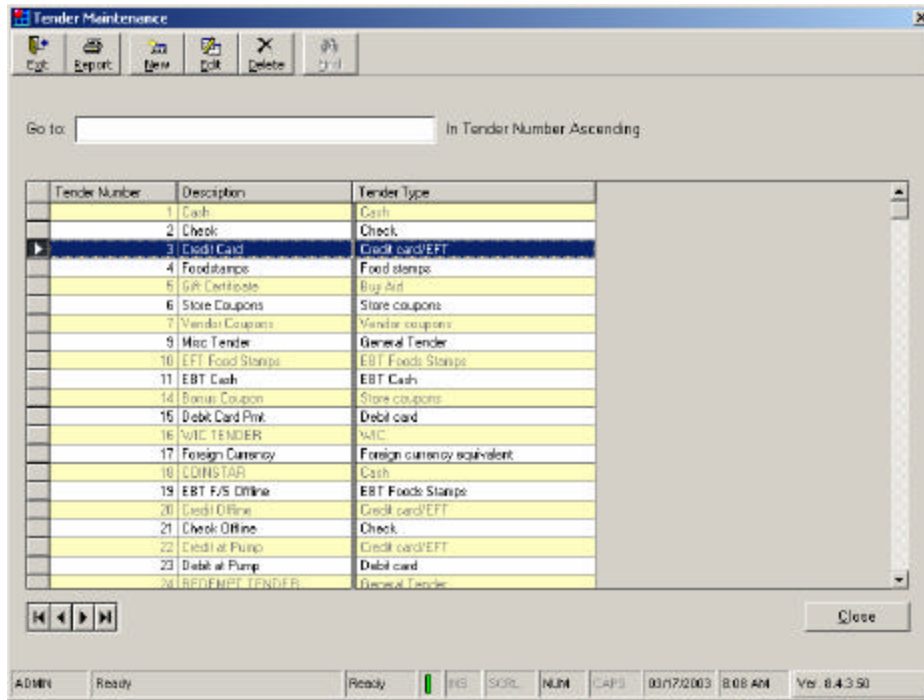 Tender Maintenance
Exit Report New Edit Delete Find
Go to: In Tender Number Ascending
Tender Number Description Tender Type
1 Cash Cash
2 Check Check
3 Credit Card Credit card/EFT
4 Foodstamps Food stamps
5 Gift Certificate Buy Aid
6 Store Coupons Store coupons
7 Vendor Coupons Vendor coupons
9 Misc Tender General Tender
10 EFT Food Stamps EBT Foods Stamps
11 EBT Cash EBT Cash
14 Bonus Coupon Store coupons
15 Debit Card Pmt Debit card
16 WIC TENDER WIC
17 Foreign Currency Foreign currency equivalent
18 COINSTAR Cash
19 EBT F/S Offline EBT Foods Stamps
20 Credit Offline Credit card/EFT
21 Check Offline Check
22 Credit at Pump Credit card/EFT
23 Debit at Pump Debit card
24 REDEMPT TENDER General Tender
Close
ADMIN Ready Ready INS SCRL NUM CAPS 03/17/2003 8:08 AM Ver. 8.4.3.50